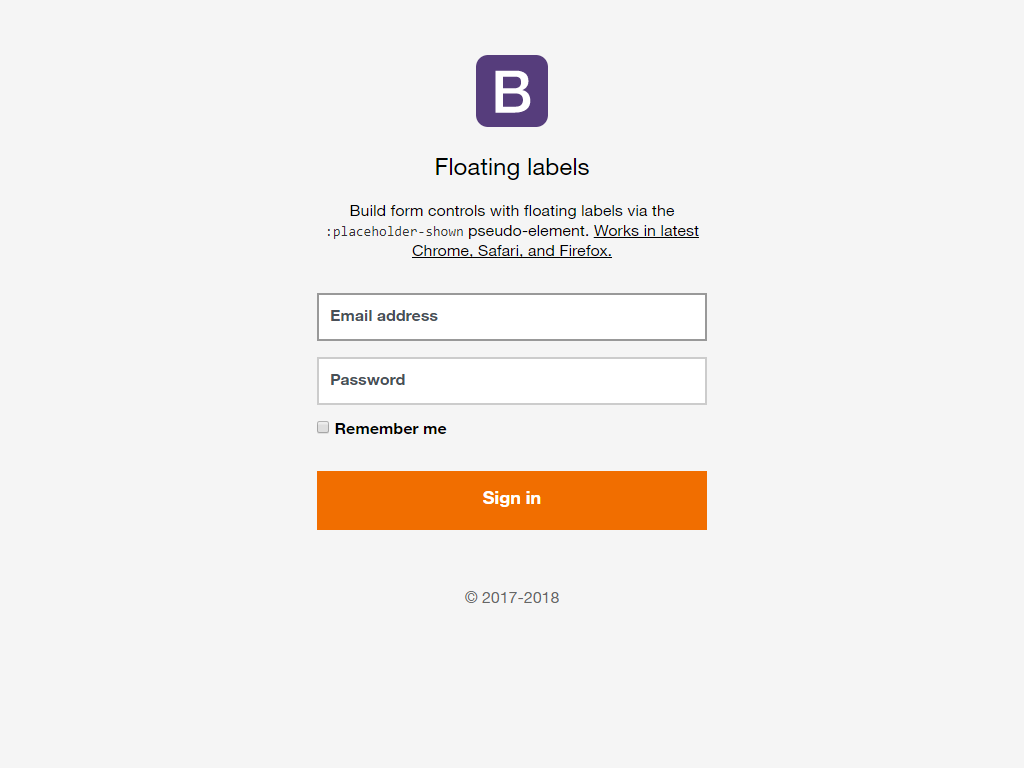 B
Floating labels
Build form controls with floating labels via the
:placeholder-shown pseudo-element. Works in latest
Chrome, Safari, and Firefox.
Email address
Password
Remember me
Sign in
© 2017-2018